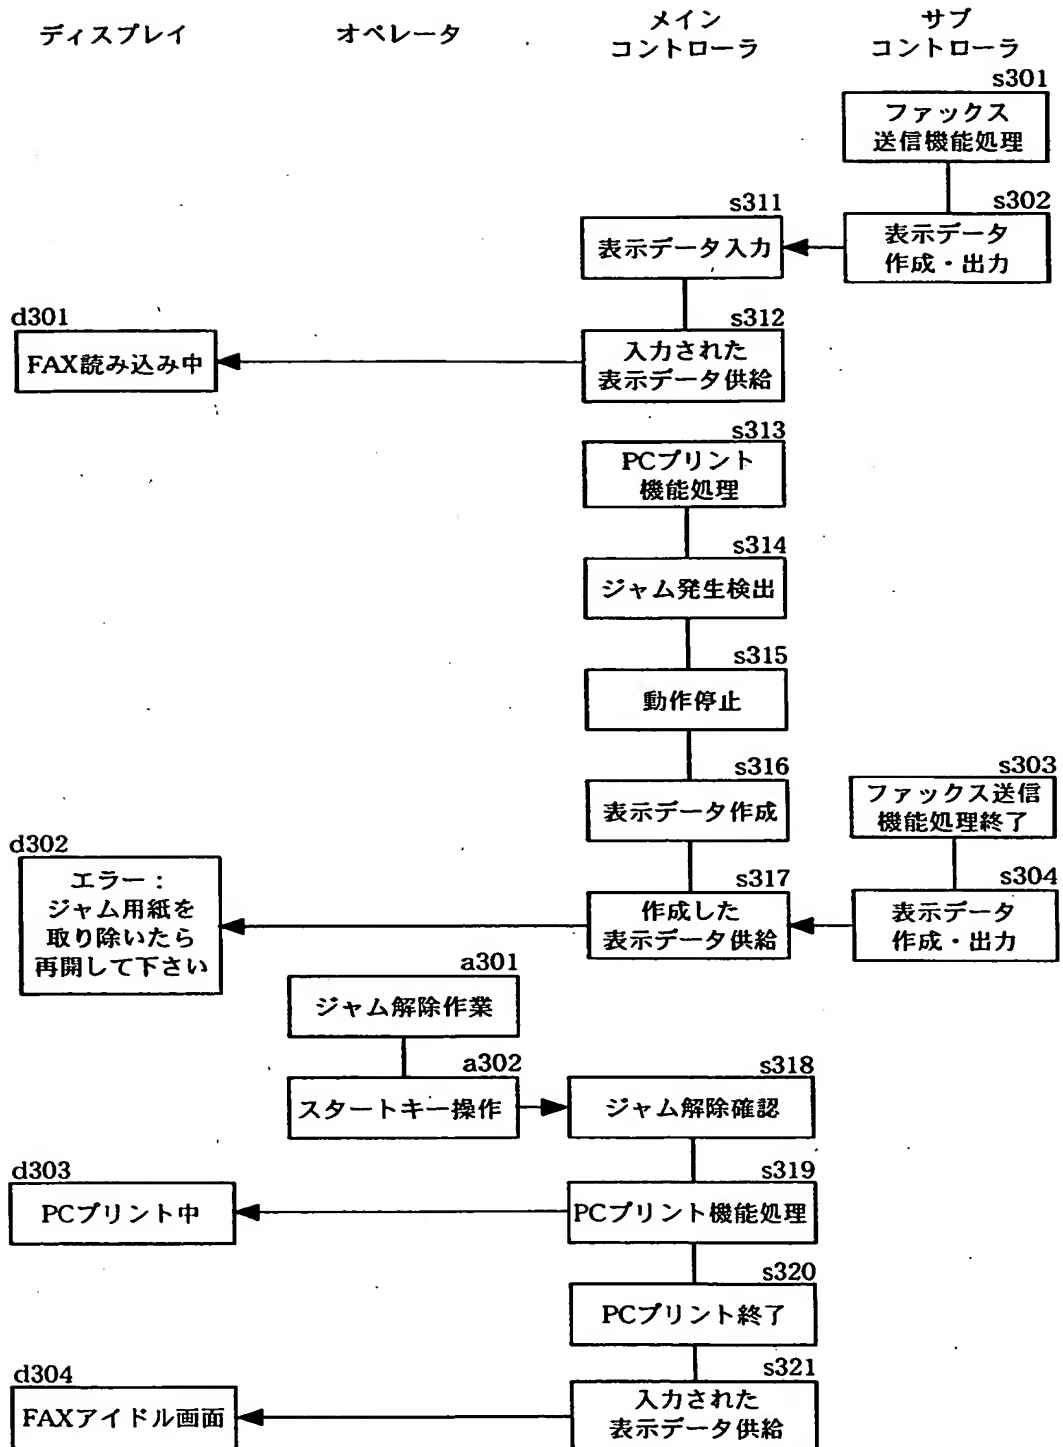 ディスプレイ
オペレータ
メイン
コントローラ
サブ
コントローラ
s301
ファックス
送信機能処理
s302
表示データ
作成・出力
s311
表示データ入力
s312
入力された
表示データ供給
d301
FAX読み込み中
s313
PCプリント
機能処理
s314
ジャム発生検出
s315
動作停止
s316
表示データ作成
s303
ファックス送信
機能処理終了
s304
表示データ
作成・出力
s317
作成した
表示データ供給
d302
エラー：
ジャム用紙を
取り除いたら
再開して下さい
a301
ジャム解除作業
a302
スタートキー操作
s318
ジャム解除確認
s319
PCプリント機能処理
d303
PCプリント中
s320
PCプリント終了
s321
入力された
表示データ供給
d304
FAXアイドル画面